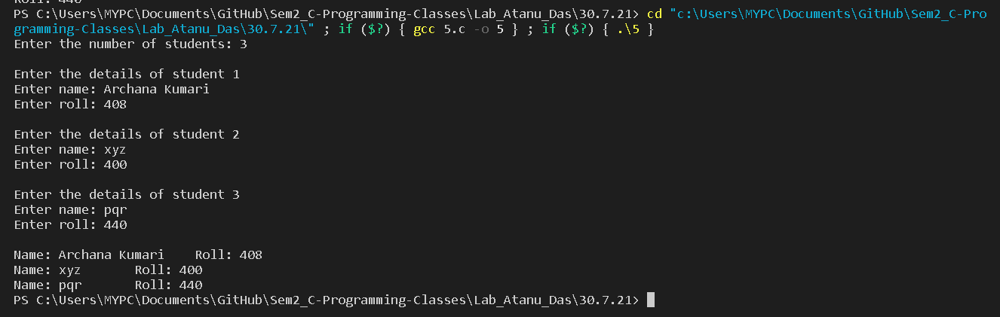 PS C:\Users\MYPC\Documents\GitHub\Sem2_C-Programming-Classes\Lab_Atanu_Das\30.7.21> cd "c:\Users\MYPC\Documents\GitHub\Sem2_C-Pro
gramming-Classes\Lab_Atanu_Das\30.7.21\" ; if ($?) { gcc 5.c -o 5 } ; if ($?) { .\5 }
Enter the number of students: 3
Enter the details of student 1
Enter name: Archana Kumari
Enter roll: 408
Enter the details of student 2
Enter name: xyz
Enter roll: 400
Enter the details of student 3
Enter name: pqr
Enter roll: 440
Name: Archana Kumari    Roll: 408
Name: xyz       Roll: 400
Name: pqr       Roll: 440
PS C:\Users\MYPC\Documents\GitHub\Sem2_C-Programming-Classes\Lab_Atanu_Das\30.7.21>